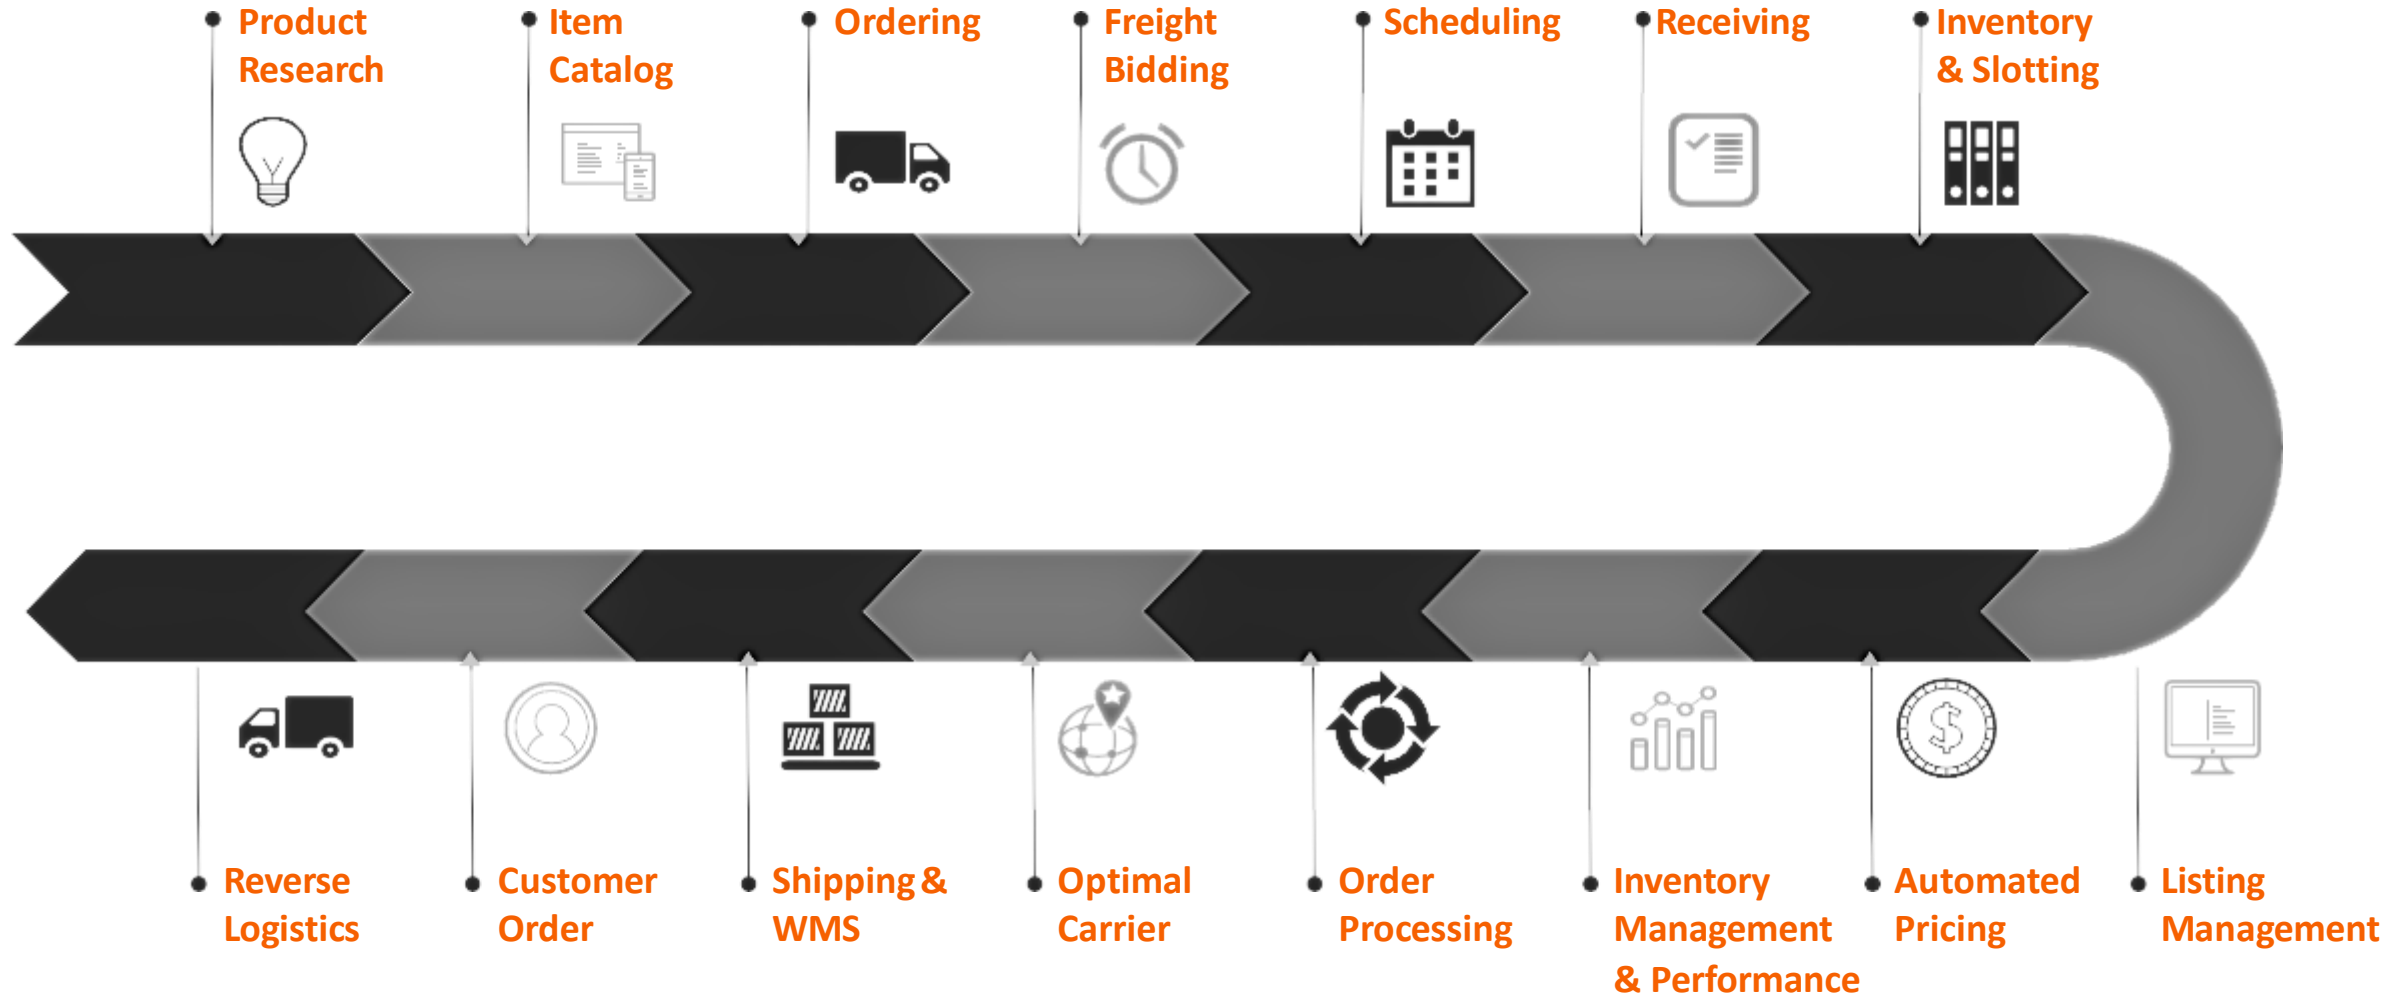 Product
Research
Item
Catalog
Ordering
Freight
Bidding
Scheduling
Receiving
Inventory
& Slotting
Reverse
Logistics
Customer
Order
Shipping &
WMS
Optimal
Carrier
Order
Processing
Inventory
Management
& Performance
Automated
Pricing
Listing
Management